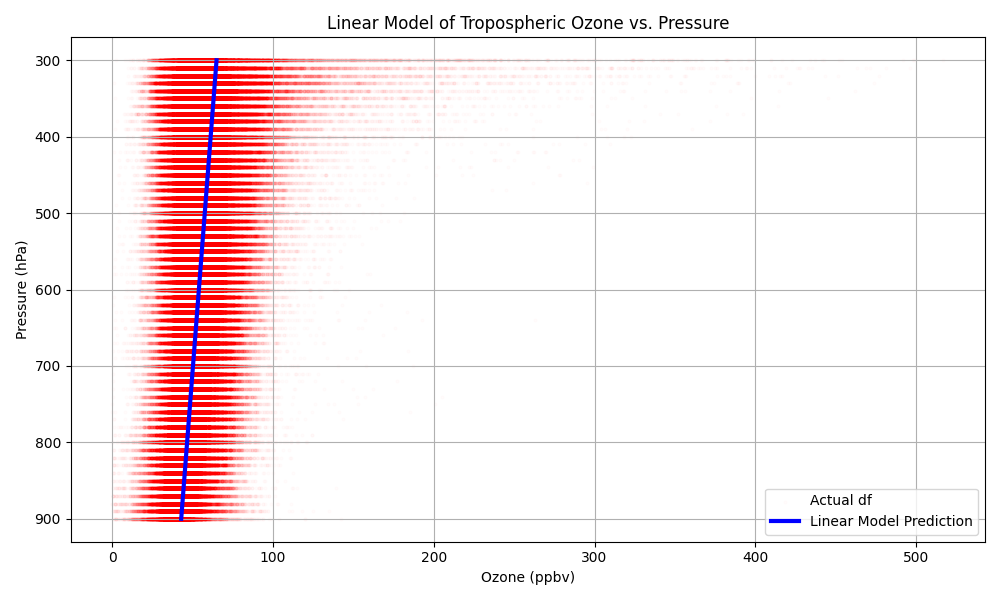 Linear Model of Tropospheric Ozone vs. Pressure
300
400
500
600
700
800
900
Pressure (hPa)
0
100
200
300
400
500
Ozone (ppbv)
Actual df
Linear Model Prediction